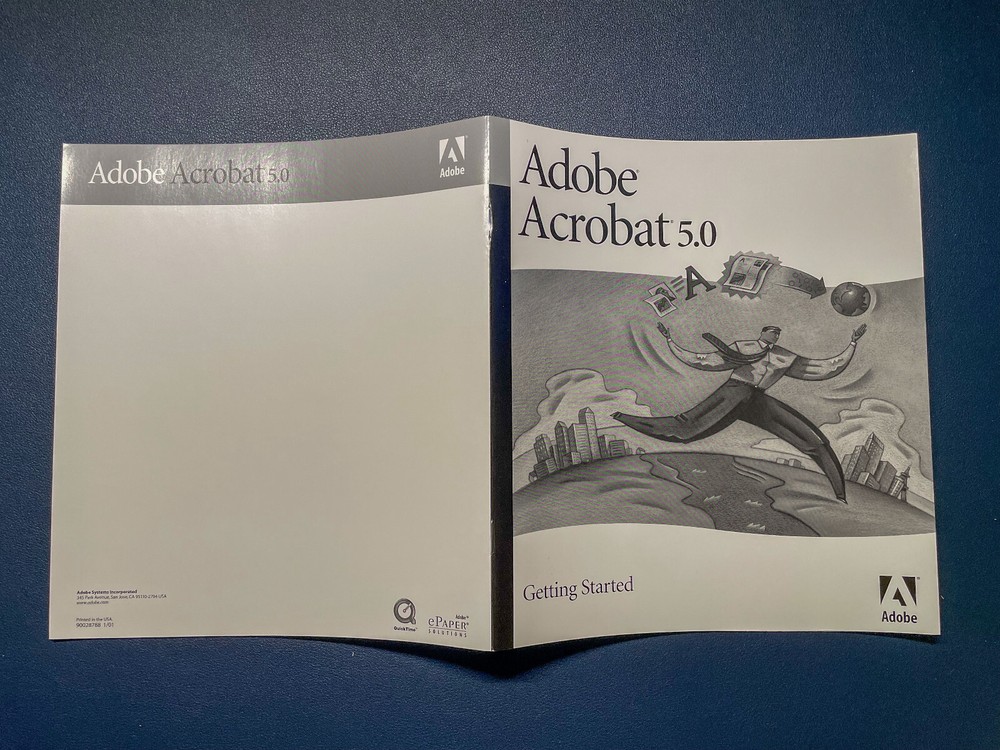 Adobe Acrobat 5.0
Adobe
Adobe Systems Incorporated
345 Park Avenue, San Jose, CA 95110-2704 USA
www.adobe.com
Printed in the USA.
90028788 1/01
QuickTime™
Adobe®
ePAPER®
SOLUTIONS
Adobe®
Acrobat® 5.0
A
Getting Started
Adobe